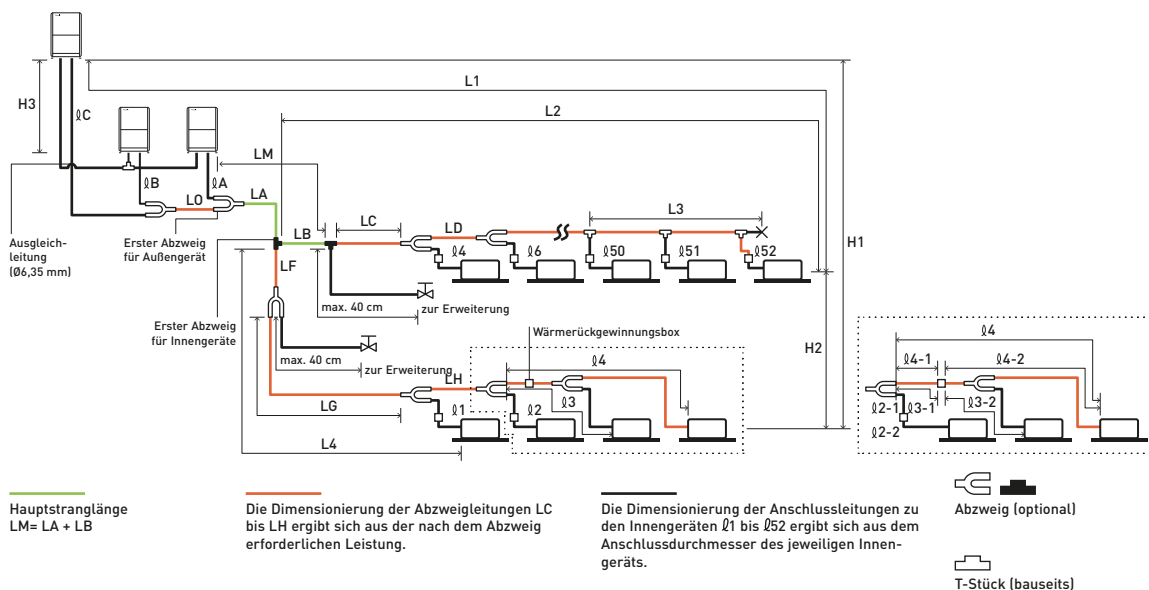 L1
H3
ℓC
L2
LM
ℓB
ℓA
LO
LA
LC
LB
LD
L3
H1
Ausgleich-
leitung
(Ø6,35 mm)
Erster Abzweig
für Außengerät
ℓ4
ℓ6
ℓ50
ℓ51
ℓ52
LF
max. 40 cm
zur Erweiterung
Erster Abzweig
für Innengeräte
Wärmerückgewinnungsbox
H2
max. 40 cm
zur Erweiterung
ℓ4
ℓ4
ℓ4-1
ℓ4-2
LH
LG
ℓ1
ℓ2
ℓ3
ℓ2-1
ℓ3-1
ℓ3-2
ℓ2-2
L4
Hauptstranglänge
LM= LA + LB
Die Dimensionierung der Abzweigleitungen LC
bis LH ergibt sich aus der nach dem Abzweig
erforderlichen Leistung.
Die Dimensionierung der Anschlussleitungen zu
den Innengeräten ℓ1 bis ℓ52 ergibt sich aus dem
Anschlussdurchmesser des jeweiligen Innen-
geräts.
Abzweig (optional)
T-Stück (bauseits)